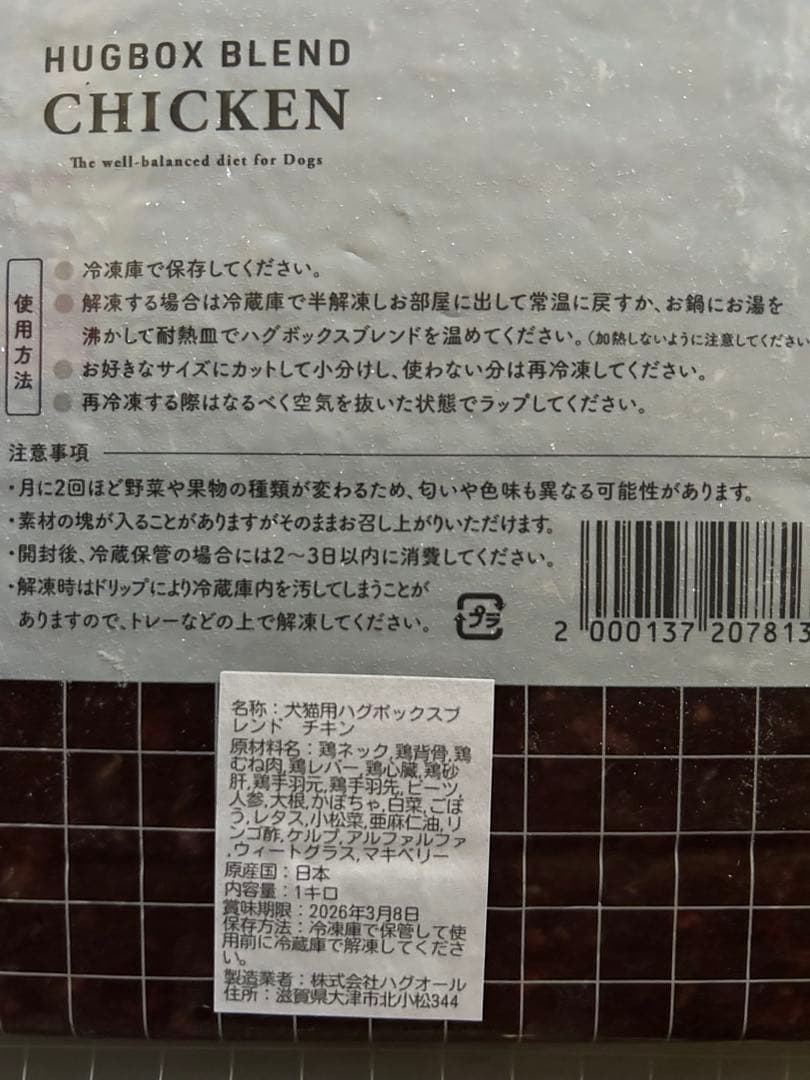 HUGBOX BLEND
CHICKEN
The well-balanced diet for Dogs
使用方法
冷凍庫で保存してください。
解凍する場合は冷蔵庫で半解凍しお部屋に出して常温に戻すか、お鍋にお湯を
沸かして耐熱皿でハグボックスブレンドを温めてください。(加熱しないように注意してください
お好きなサイズにカットして小分けし、使わない分は再冷凍してください。
再冷凍する際はなるべく空気を抜いた状態でラップしてください。
注意事項
・月に2回ほど野菜や果物の種類が変わるため、匂いや色味も異なる可能性があります。
・素材の塊が入ることがありますがそのままお召し上がりいただけます。
・開封後、冷蔵保管の場合には2～3日以内に消費してください。
・解凍時はドリップにより冷蔵庫内を汚してしまうことが
ありますので、トレーなどの上で解凍してください。
プラ
2 000137 207813
名称：犬猫用ハグボックスブ
レンド チキン
原材料名：鶏ネック,鶏背骨,鶏
むね肉,鶏レバー,鶏心臓,鶏砂
肝,鶏手羽元,鶏手羽先,ビーツ,
人参,大根,かぼちゃ,白菜,ごぼ
う,レタス,小松菜,亜麻仁油,リ
ンゴ酢,ケルプ,アルファルファ
,ウィートグラス,マキベリー
原産国：日本
内容量：1キロ
賞味期限：2026年3月8日
保存方法：冷凍庫で保管して使
用前に冷蔵庫で解凍してくださ
い。
製造業者：株式会社ハグオール
住所：滋賀県大津市北小松344